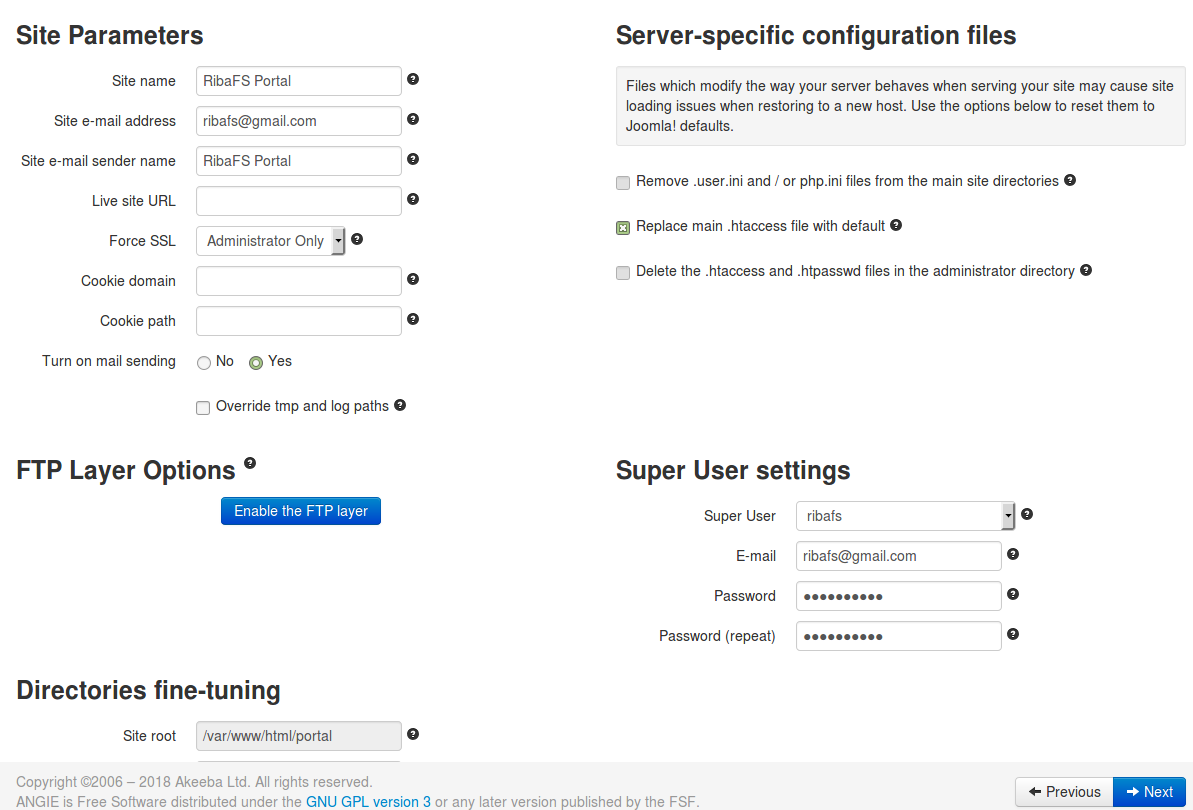 Site Parameters
Site name RibaFS Portal
Site e-mail address ribafs@gmail.com
Site e-mail sender name RibaFS Portal
Live site URL
Force SSL Administrator Only
Cookie domain
Cookie path
Turn on mail sending No Yes
Override tmp and log paths
Server-specific configuration files
Files which modify the way your server behaves when serving your site may cause site
loading issues when restoring to a new host. Use the options below to reset them to
Joomla! defaults.
Remove .user.ini and / or php.ini files from the main site directories
Replace main .htaccess file with default
Delete the .htaccess and .htpasswd files in the administrator directory
FTP Layer Options
Enable the FTP layer
Super User settings
Super User ribafs
E-mail ribafs@gmail.com
Password ●●●●●●●●●●
Password (repeat) ●●●●●●●●●●
Directories fine-tuning
Site root /var/www/html/portal
Copyright ©2006 – 2018 Akeeba Ltd. All rights reserved.
ANGIE is Free Software distributed under the GNU GPL version 3 or any later version published by the FSF.
Previous Next